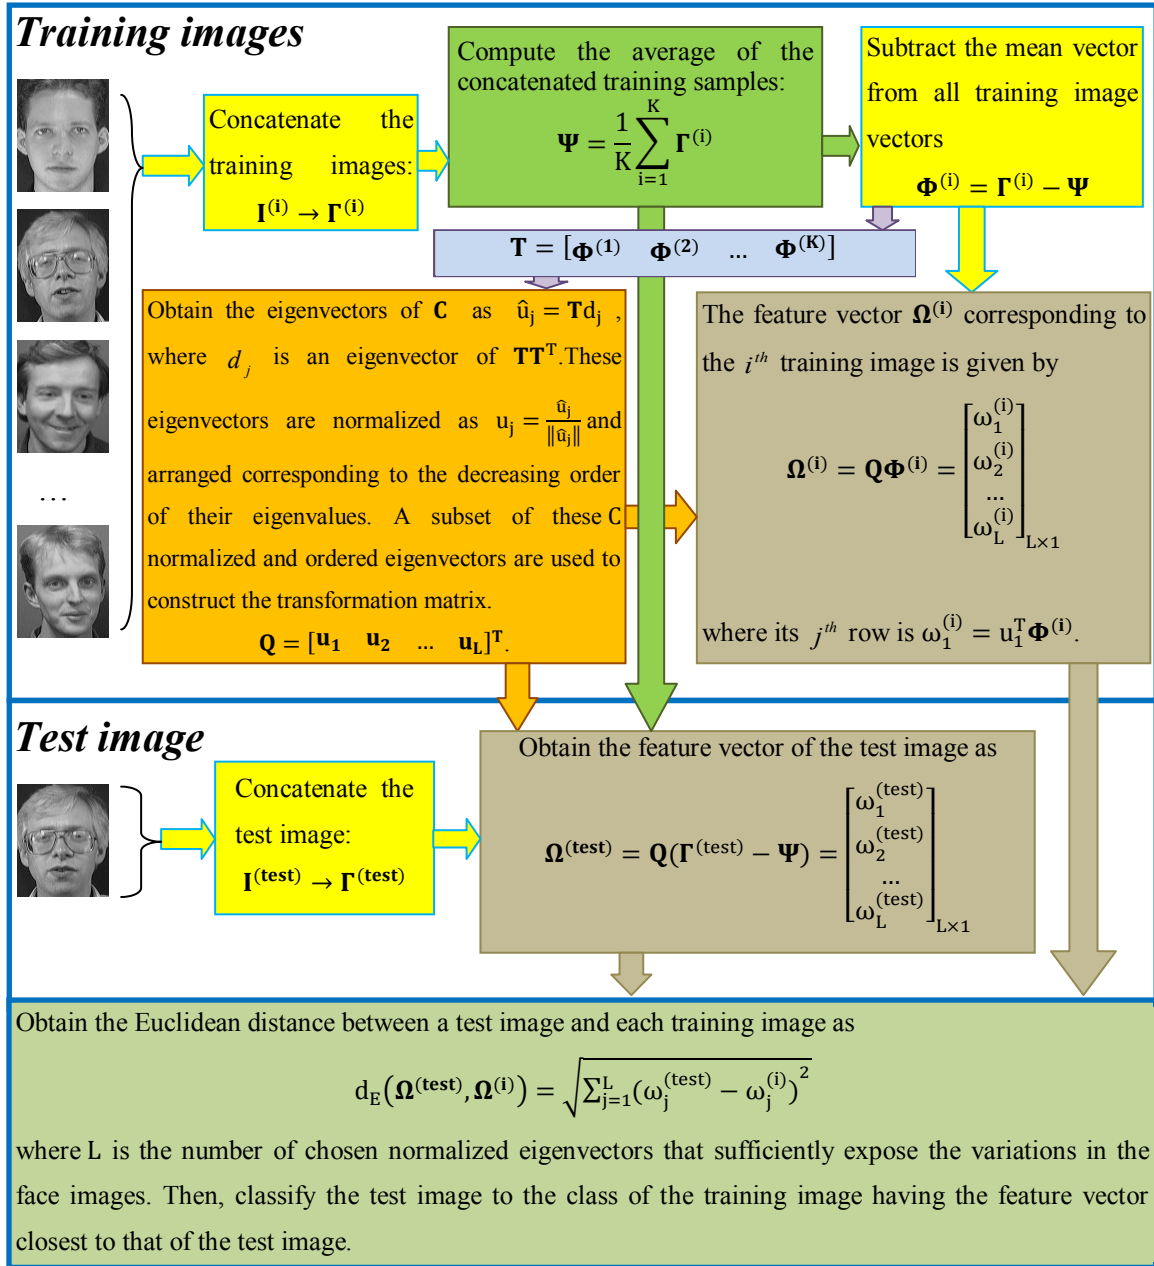 Training images
Concatenate the
training images:
I^(i) → Γ^(i)
Compute the average of the
concatenated training samples:
Ψ = 1/K ∑_{i=1}^{K} Γ^(i)
Subtract the mean vector
from all training image
vectors
Φ^(i) = Γ^(i) − Ψ
T = [Φ^(1) Φ^(2) ... Φ^(K)]
Obtain the eigenvectors of C as û_j = Td_j ,
where d_j is an eigenvector of TT^T.These
eigenvectors are normalized as u_j = û_j/‖û_j‖ and
arranged corresponding to the decreasing order
of their eigenvalues. A subset of these C
normalized and ordered eigenvectors are used to
construct the transformation matrix.
Q = [u_1 u_2 ... u_L]^T.
The feature vector Ω^(i) corresponding to
the i^th training image is given by
Ω^(i) = QΦ^(i) = [ω_1^(i) ω_2^(i) ... ω_L^(i)]_{L×1}
where its j^th row is ω_1^(i) = u_1^T Φ^(i).
...
Test image
Concatenate the
test image:
I^(test) → Γ^(test)
Obtain the feature vector of the test image as
Ω^(test) = Q(Γ^(test) − Ψ) = [ω_1^(test) ω_2^(test) ... ω_L^(test)]_{L×1}
Obtain the Euclidean distance between a test image and each training image as
d_E(Ω^(test), Ω^(i)) = √(∑_{j=1}^{L}(ω_j^(test) − ω_j^(i))^2)
where L is the number of chosen normalized eigenvectors that sufficiently expose the variations in the
face images. Then, classify the test image to the class of the training image having the feature vector
closest to that of the test image.